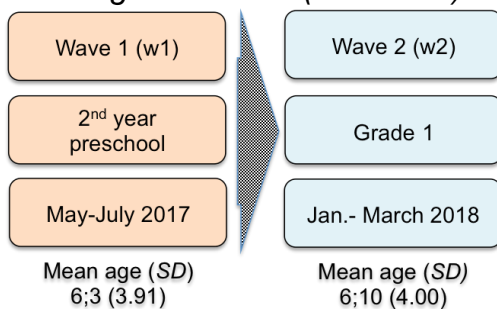 Wave 1 (w1)
2nd year
preschool
May-July 2017
Mean age (SD)
6;3 (3.91)
Wave 2 (w2)
Grade 1
Jan.- March 2018
Mean age (SD)
6;10 (4.00)